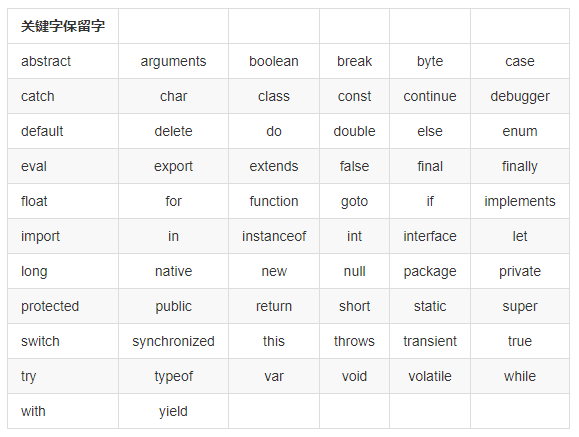 关键字保留字
abstract arguments boolean break byte case
catch char class const continue debugger
default delete do double else enum
eval export extends false final finally
float for function goto if implements
import in instanceof int interface let
long native new null package private
protected public return short static super
switch synchronized this throws transient true
try typeof var void volatile while
with yield